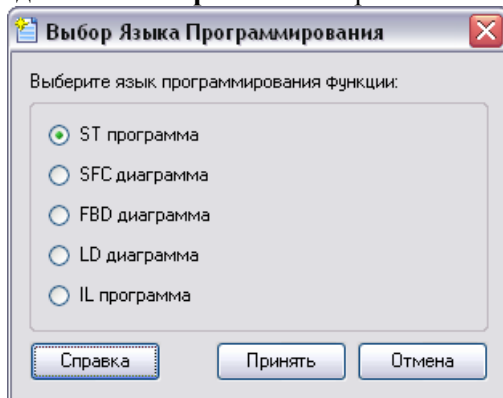 Выбор Языка Программирования
Выберите язык программирования функции:
ST программа
SFC диаграмма
FBD диаграмма
LD диаграмма
IL программа
Справка Принять Отмена